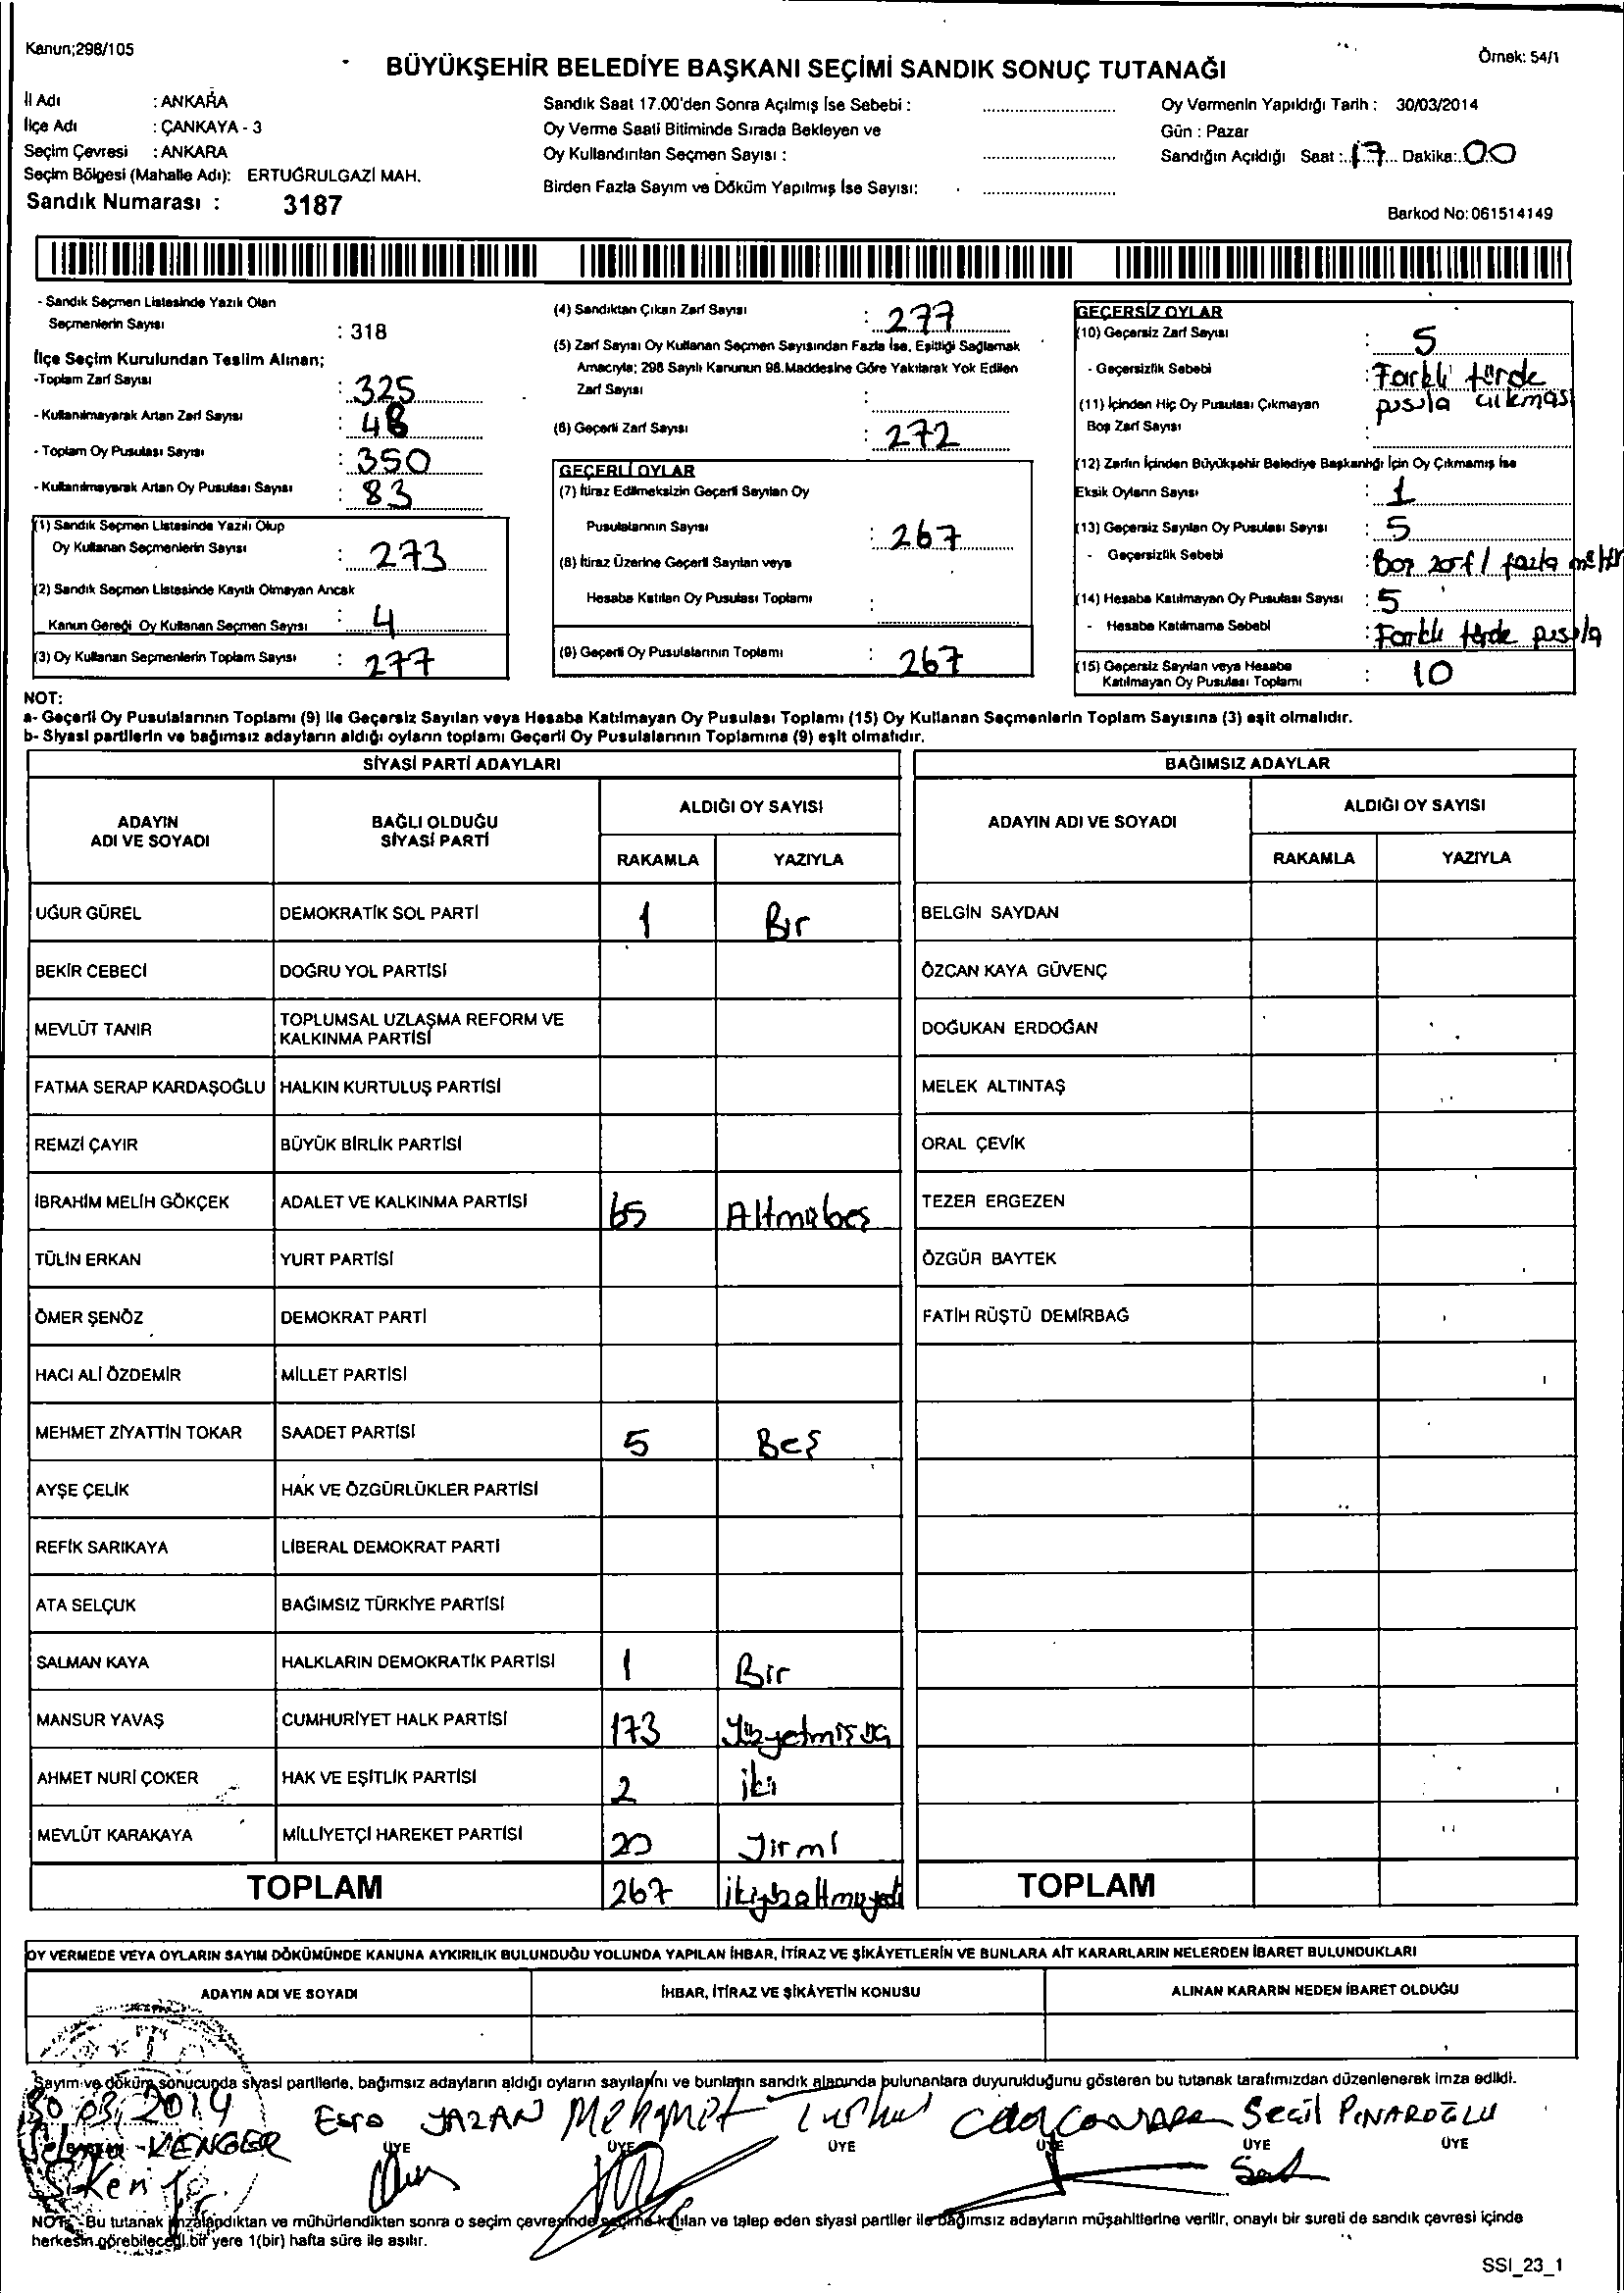 Kanun;298/105
Örnek: 54/1
BÜYÜKŞEHİR BELEDİYE BAŞKANI SEÇİMİ SANDIK SONUÇ TUTANAĞI
İl Adı : ANKARA
İlçe Adı : ÇANKAYA - 3
Seçim Çevresi : ANKARA
Seçim Bölgesi (Mahalle Adı): ERTUĞRULGAZİ MAH.
Sandık Numarası : 3187
Sandık Saat 17.00'den Sonra Açılmış İse Sebebi :
Oy Verme Saati Bitiminde Sırada Bekleyen ve
Oy Kullandırılan Seçmen Sayısı :
Birden Fazla Sayım ve Döküm Yapılmış İse Sayısı:
Oy Vermenin Yapıldığı Tarih : 30/03/2014
Gün : Pazar
Sandığın Açıldığı Saat : 17 Dakika: 00
Barkod No: 061514149
- Sandık Seçmen Listesinde Yazılı Olan
Seçmenlerin Sayısı : 318
İlçe Seçim Kurulundan Teslim Alınan;
-Toplam Zarf Sayısı : 325
- Kullanılmayarak Artan Zarf Sayısı : 48
- Toplam Oy Pusulası Sayısı : 350
- Kullanılmayarak Artan Oy Pusulası Sayısı : 83
(1) Sandık Seçmen Listesinde Yazılı Olup
Oy Kullanan Seçmenlerin Sayısı : 273
(2) Sandık Seçmen Listesinde Kayıtlı Olmayan Ancak
Kanun Gereği Oy Kullanan Seçmen Sayısı : 4
(3) Oy Kullanan Seçmenlerin Toplam Sayısı : 277
(4) Sandıktan Çıkan Zarf Sayısı : 277
(5) Zarf Sayısı Oy Kullanan Seçmen Sayısından Fazla İse, Eşitliği Sağlamak
Amacıyla; 298 Sayılı Kanunun 98.Maddesine Göre Yakılarak Yok Edilen
Zarf Sayısı :
(6) Geçerli Zarf Sayısı : 272
GEÇERLİ OYLAR
(7) İtiraz Edilmeksizin Geçerli Sayılan Oy
Pusulalarının Sayısı : 267
(8) İtiraz Üzerine Geçerli Sayılan veya
Hesaba Katılan Oy Pusulası Toplamı :
(9) Geçerli Oy Pusulalarının Toplamı : 267
GEÇERSİZ OYLAR
(10) Geçersiz Zarf Sayısı : 5
- Geçersizlik Sebebi : Farklı türde
pusula çıkması
(11) İçinden Hiç Oy Pusulası Çıkmayan
Boş Zarf Sayısı :
(12) Zarfın İçinden Büyükşehir Belediye Başkanlığı İçin Oy Çıkmamış İse
Eksik Oyların Sayısı : 1
(13) Geçersiz Sayılan Oy Pusulası Sayısı : 5
- Geçersizlik Sebebi : Boş zarf / fazla mühür
(14) Hesaba Katılmayan Oy Pusulası Sayısı : 5
- Hesaba Katılmama Sebebi : Farklı türde pusula
(15) Geçersiz Sayılan veya Hesaba
Katılmayan Oy Pusulası Toplamı : 10
NOT:
a- Geçerli Oy Pusulalarının Toplamı (9) ile Geçersiz Sayılan veya Hesaba Katılmayan Oy Pusulası Toplamı (15) Oy Kullanan Seçmenlerin Toplam Sayısına (3) eşit olmalıdır.
b- Siyasi partilerin ve bağımsız adayların aldığı oyların toplamı Geçerli Oy Pusulalarının Toplamına (9) eşit olmalıdır.
SİYASİ PARTİ ADAYLARI
ADAYIN ADI VE SOYADI
BAĞLI OLDUĞU SİYASİ PARTİ
ALDIĞI OY SAYISI
RAKAMLA YAZIYLA
UĞUR GÜREL DEMOKRATİK SOL PARTİ 1 Bir
BEKİR CEBECİ DOĞRU YOL PARTİSİ
MEVLÜT TANIR TOPLUMSAL UZLAŞMA REFORM VE
KALKINMA PARTİSİ
FATMA SERAP KARDAŞOĞLU HALKIN KURTULUŞ PARTİSİ
REMZİ ÇAYIR BÜYÜK BİRLİK PARTİSİ
İBRAHİM MELİH GÖKÇEK ADALET VE KALKINMA PARTİSİ 65 Altmışbeş
TÜLİN ERKAN YURT PARTİSİ
ÖMER ŞENÖZ DEMOKRAT PARTİ
HACI ALİ ÖZDEMİR MİLLET PARTİSİ
MEHMET ZİYATTİN TOKAR SAADET PARTİSİ 5 Beş
AYŞE ÇELİK HAK VE ÖZGÜRLÜKLER PARTİSİ
REFİK SARIKAYA LİBERAL DEMOKRAT PARTİ
ATA SELÇUK BAĞIMSIZ TÜRKİYE PARTİSİ
SALMAN KAYA HALKLARIN DEMOKRATİK PARTİSİ 1 Bir
MANSUR YAVAŞ CUMHURİYET HALK PARTİSİ 173 Yüzyetmişüç
AHMET NURİ ÇOKER HAK VE EŞİTLİK PARTİSİ 2 iki
MEVLÜT KARAKAYA MİLLİYETÇİ HAREKET PARTİSİ 20 Yirmi
TOPLAM 267 ikiyüzaltmışyedi
BAĞIMSIZ ADAYLAR
ADAYIN ADI VE SOYADI
ALDIĞI OY SAYISI
RAKAMLA YAZIYLA
BELGİN SAYDAN
ÖZCAN KAYA GÜVENÇ
DOĞUKAN ERDOĞAN
MELEK ALTINTAŞ
ORAL ÇEVİK
TEZER ERGEZEN
ÖZGÜR BAYTEK
FATİH RÜŞTÜ DEMİRBAĞ
TOPLAM
OY VERMEDE VEYA OYLARIN SAYIM DÖKÜMÜNDE KANUNA AYKIRILIK BULUNDUĞU YOLUNDA YAPILAN İHBAR, İTİRAZ VE ŞİKÂYETLERİN VE BUNLARA AİT KARARLARIN NELERDEN İBARET BULUNDUKLARI
ADAYIN ADI VE SOYADI
İHBAR, İTİRAZ VE ŞİKÂYETİN KONUSU
ALINAN KARARIN NEDEN İBARET OLDUĞU
Sayım ve döküm sonucunda siyasi partilerle, bağımsız adayların aldığı oyların sayılarını ve bunların sandık alanında bulunanlara duyurulduğunu gösteren bu tutanak tarafımızdan düzenlenerek imza edildi.
30.03.2014
KENGER Esra YAZAN Mehmet Seçil PINAROĞLU
ÜYE ÜYE ÜYE ÜYE ÜYE ÜYE
NOT: Bu tutanak imzalandıktan ve mühürlendikten sonra o seçim çevresinde seçime katılan ve talep eden siyasi partiler ile bağımsız adayların müşahitlerine verilir, onaylı bir sureti de sandık çevresi içinde
herkesin görebileceği bir yere 1(bir) hafta süre ile asılır.
SSI_23_1